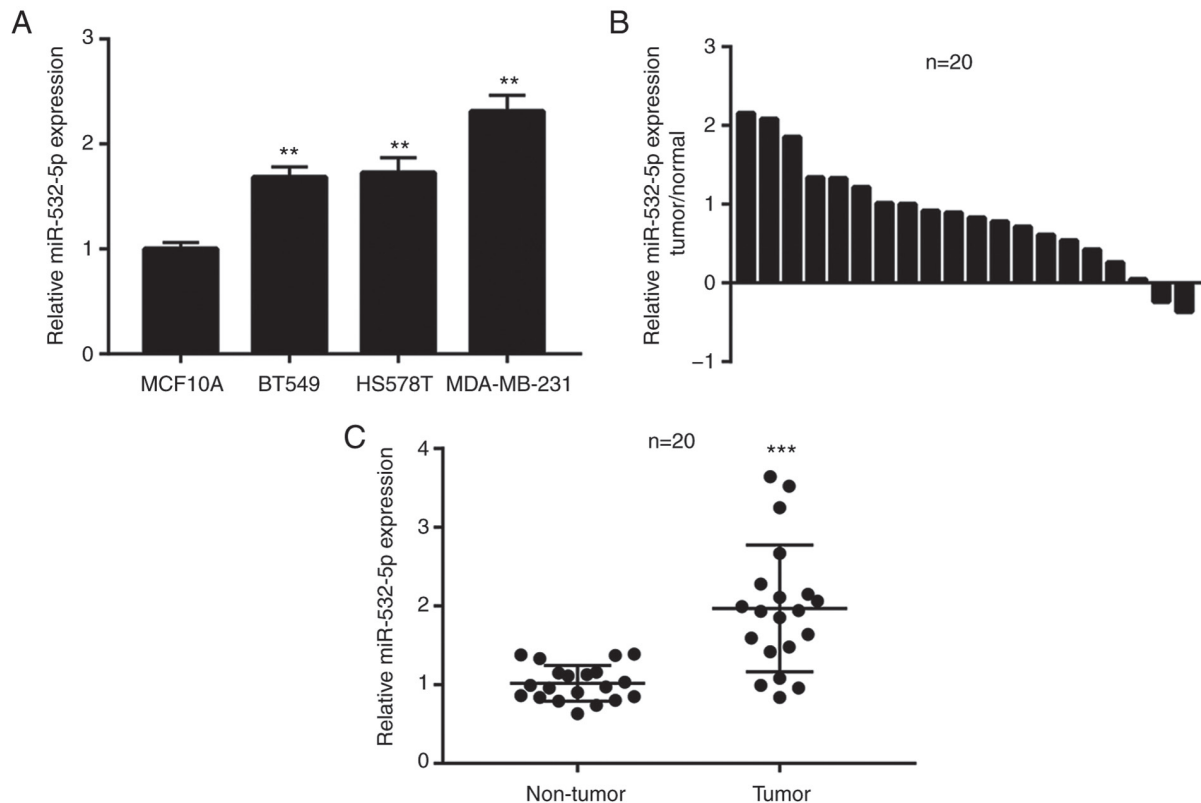 A
Relative miR-532-5p expression
3
2
1
0
**
**
**
MCF10A
BT549
HS578T
MDA-MB-231
B
Relative miR-532-5p expression
tumor/normal
n=20
3
2
1
0
−1
C
Relative miR-532-5p expression
n=20
***
4
3
2
1
0
Non-tumor
Tumor